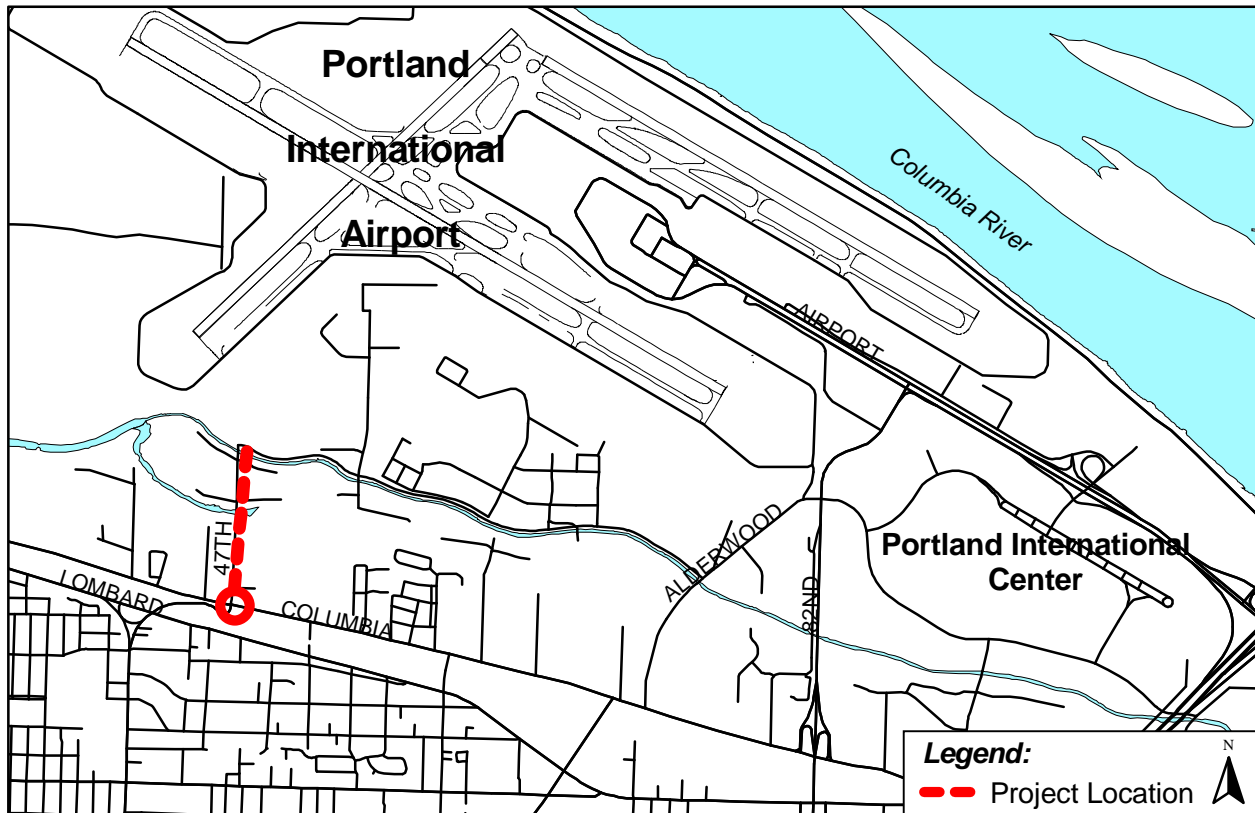 Portland
International
Airport
Columbia River
AIRPORT
ALDERWOOD
Portland International
Center
47TH
82ND
LOMBARD
COLUMBIA
Legend:
Project Location
N